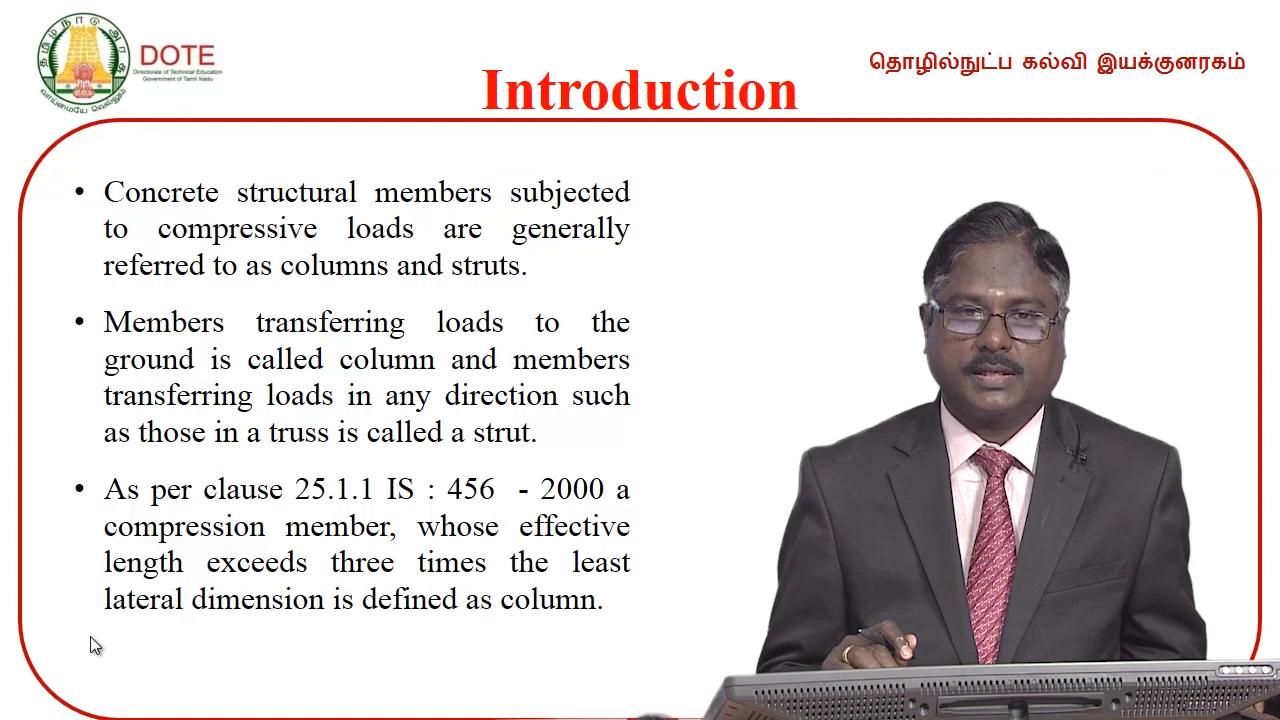 தமிழ்நாடு அரசு
வாய்மையே வெல்லும்
DOTE
Directorate of Technical Education
Government of Tamil Nadu
தொழில்நுட்ப கல்வி இயக்குனரகம்
Introduction
• Concrete structural members subjected
to compressive loads are generally
referred to as columns and struts.
• Members transferring loads to the
ground is called column and members
transferring loads in any direction such
as those in a truss is called a strut.
• As per clause 25.1.1 IS : 456 - 2000 a
compression member, whose effective
length exceeds three times the least
lateral dimension is defined as column.